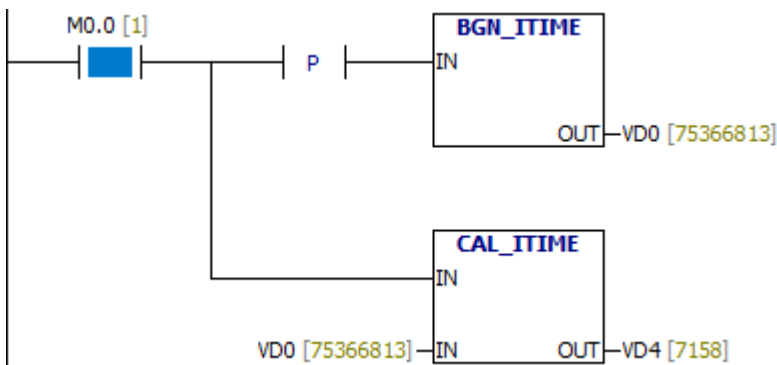 M0.0 [1]
BGN_ITIME
P
IN
OUT VD0 [75366813]
CAL_ITIME
IN
VD0 [75366813] IN OUT VD4 [7158]